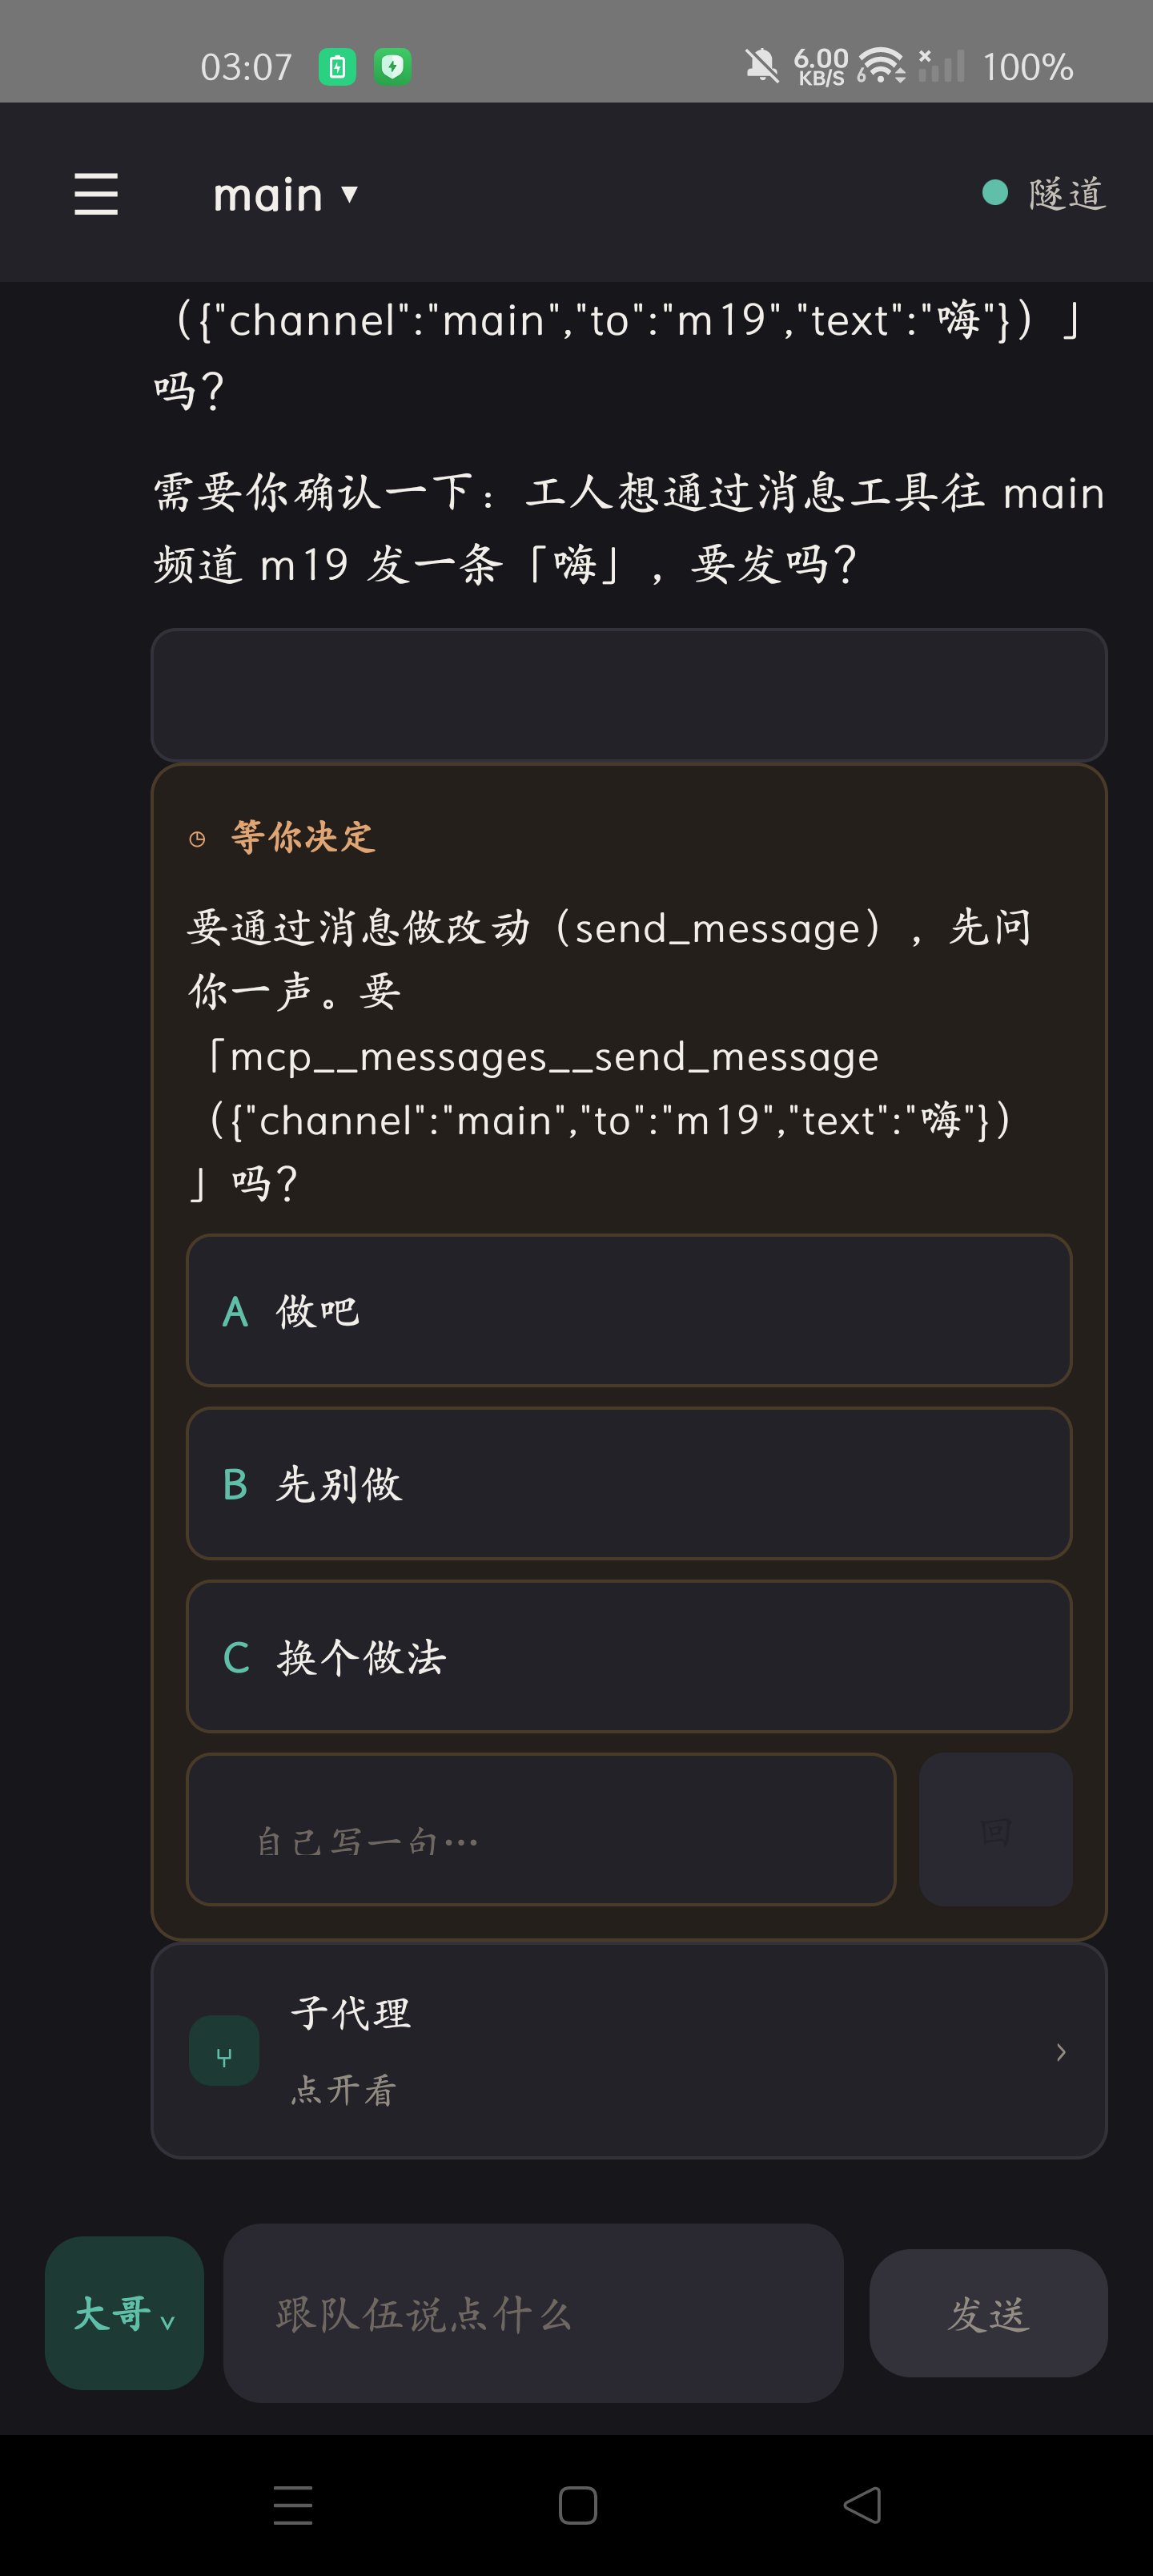 03:07
6.00 KB/S
6
100%
main ▼
隧道
（{"channel":"main","to":"m19","text":"嗨"}）」
吗？
需要你确认一下：工人想通过消息工具往 main
频道 m19 发一条「嗨」，要发吗？
等你决定
要通过消息做改动（send_message），先问
你一声。要
「mcp__messages__send_message
（{"channel":"main","to":"m19","text":"嗨"}）
」吗？
A 做吧
B 先别做
C 换个做法
自己写一句…
回
子代理
点开看
›
大哥
跟队伍说点什么
发送